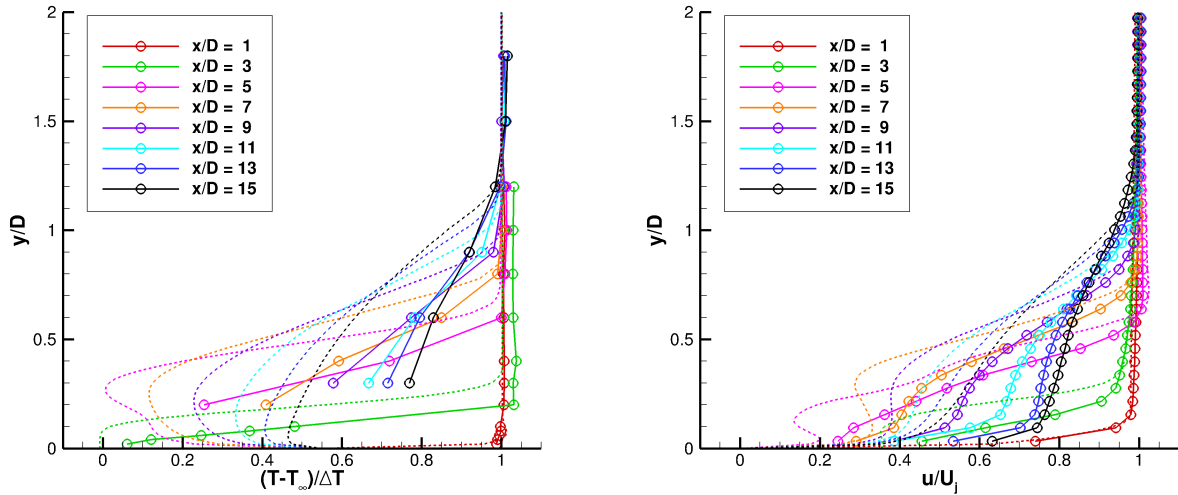 x/D = 1
x/D = 3
x/D = 5
x/D = 7
x/D = 9
x/D = 11
x/D = 13
x/D = 15
y/D
2
1.5
1
0.5
0
0 0.2 0.4 0.6 0.8 1
(T-T∞)/ΔT
x/D = 1
x/D = 3
x/D = 5
x/D = 7
x/D = 9
x/D = 11
x/D = 13
x/D = 15
y/D
2
1.5
1
0.5
0
0 0.2 0.4 0.6 0.8 1
u/Uj